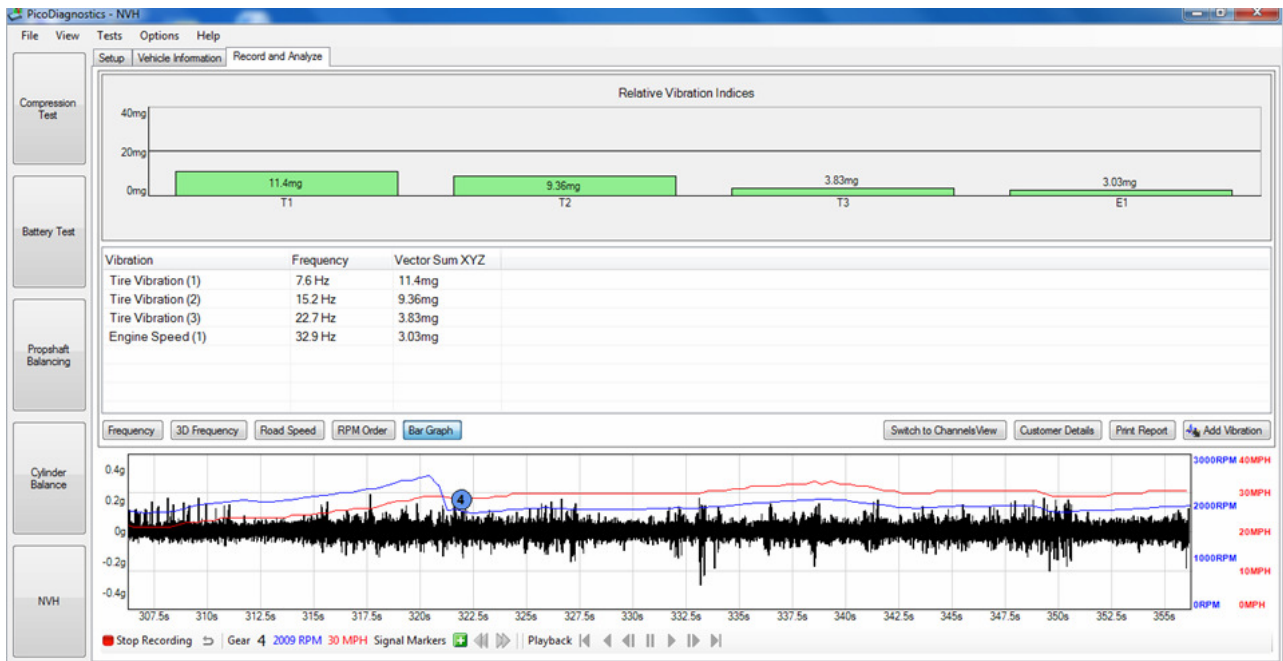 PicoDiagnostics - NVH
File View Tests Options Help
Setup Vehicle Information Record and Analyze
Compression Test
Battery Test
Propshaft Balancing
Cylinder Balance
NVH
Relative Vibration Indices
40mg
20mg
0mg
11.4mg 9.36mg 3.83mg 3.03mg
T1 T2 T3 E1
Vibration Frequency Vector Sum XYZ
Tire Vibration (1) 7.6 Hz 11.4mg
Tire Vibration (2) 15.2 Hz 9.36mg
Tire Vibration (3) 22.7 Hz 3.83mg
Engine Speed (1) 32.9 Hz 3.03mg
Frequency 3D Frequency Road Speed RPM Order Bar Graph Switch to ChannelsView Customer Details Print Report Add Vibration
0.4g
0.2g
0g
-0.2g
-0.4g
4
3000RPM 40MPH
30MPH
2000RPM
20MPH
1000RPM
10MPH
0RPM 0MPH
307.5s 310s 312.5s 315s 317.5s 320s 322.5s 325s 327.5s 330s 332.5s 335s 337.5s 340s 342.5s 345s 347.5s 350s 352.5s 355s
Stop Recording Gear 4 2009 RPM 30 MPH Signal Markers Playback